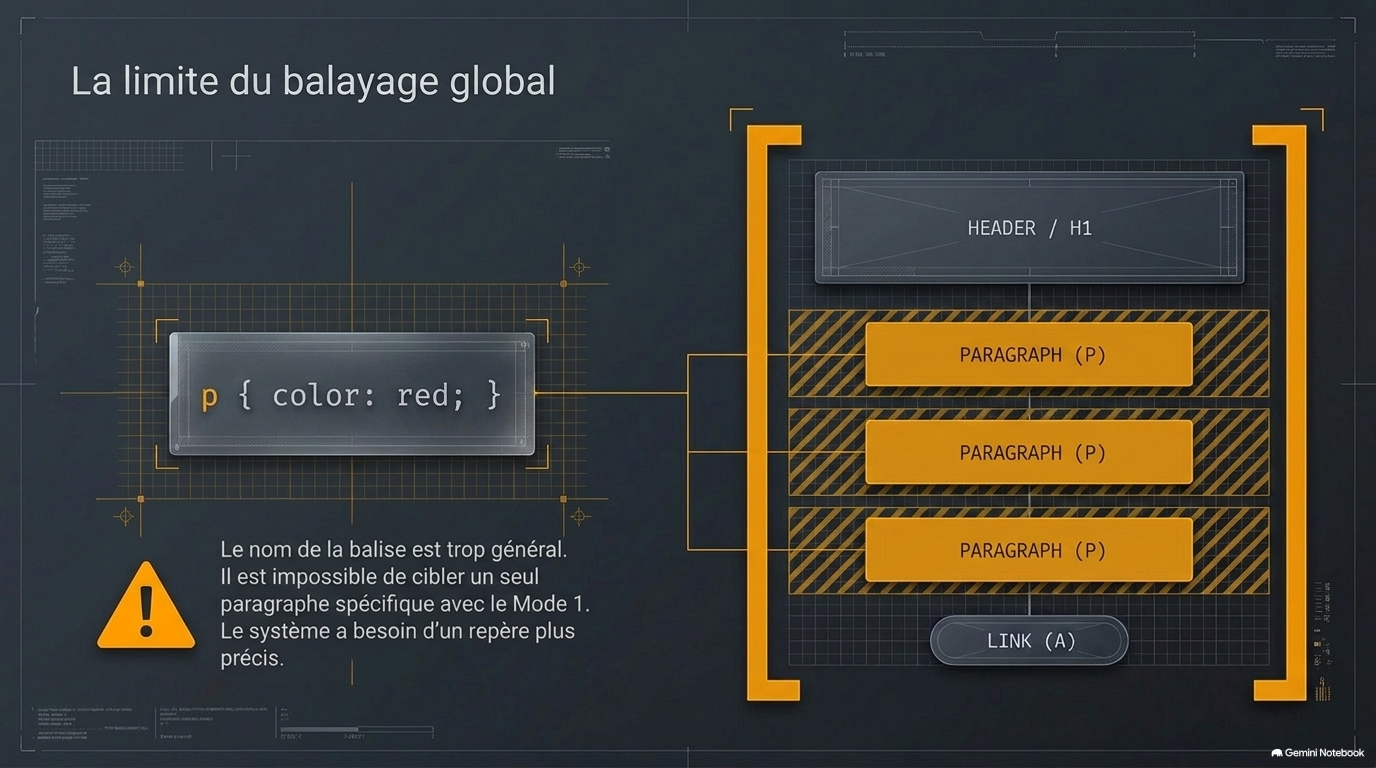 La limite du balayage global
p { color: red; }
Le nom de la balise est trop général.
Il est impossible de cibler un seul
paragraphe spécifique avec le Mode 1.
Le système a besoin d'un repère plus
précis.
HEADER / H1
PARAGRAPH (P)
PARAGRAPH (P)
PARAGRAPH (P)
LINK (A)
Gemini Notebook